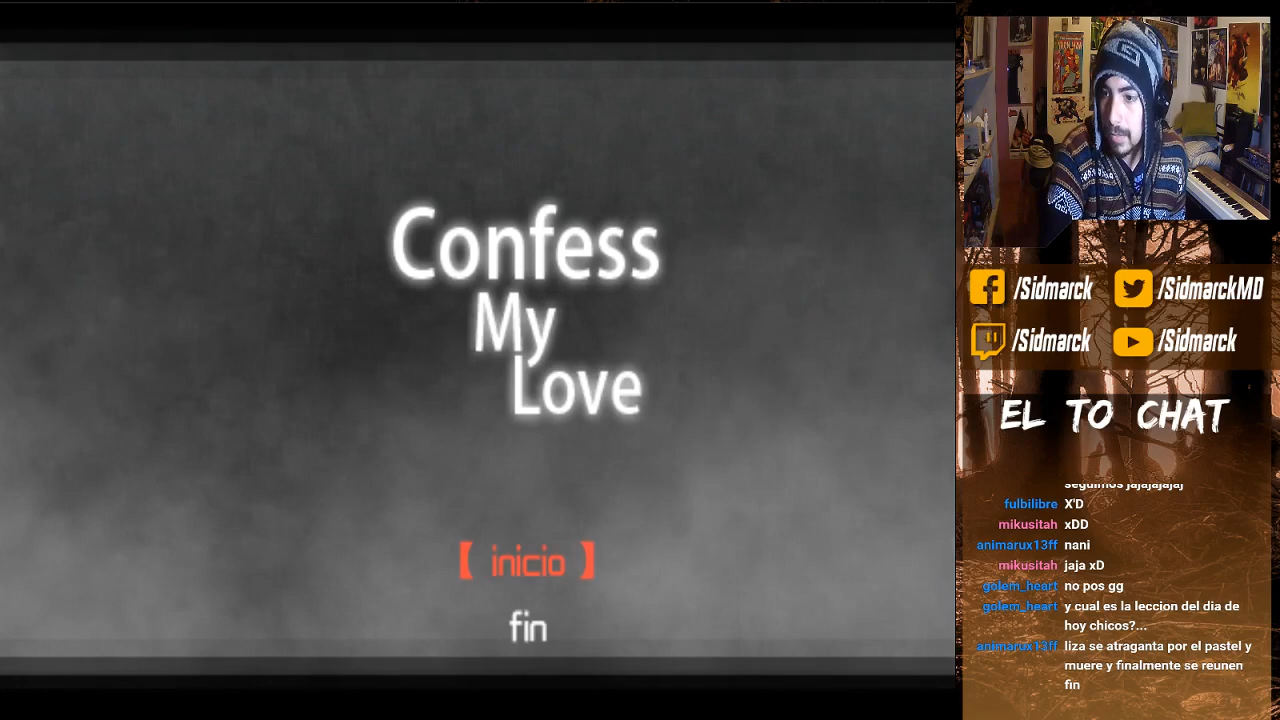 Confess
My
Love
【 inicio 】
fin
/Sidmarck
/SidmarckMD
/Sidmarck
/Sidmarck
EL TO CHAT
seguimos jajajajajaj
fulbilibre X'D
mikusitah xDD
animarux13ff nani
mikusitah jaja xD
golem_heart no pos gg
golem_heart y cual es la leccion del dia de
hoy chicos?...
animarux13ff liza se atraganta por el pastel y
muere y finalmente se reunen
fin